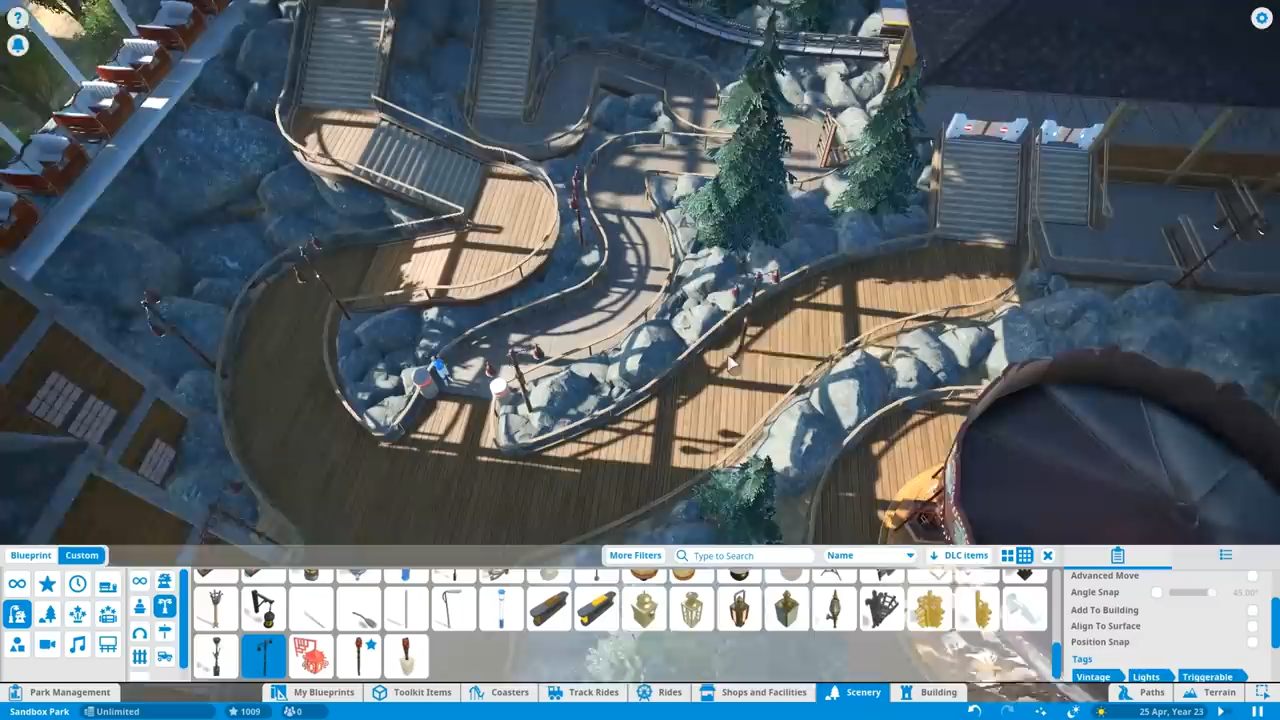 ?
Blueprint Custom More Filters Type to Search Name DLC items
Advanced Move
Angle Snap 45.00°
Add To Building
Align To Surface
Position Snap
Tags
Vintage Lights Triggerable
Park Management My Blueprints Toolkit Items Coasters Track Rides Rides Shops and Facilities Scenery Building Paths Terrain
Sandbox Park Unlimited 1009 0 25 Apr, Year 23